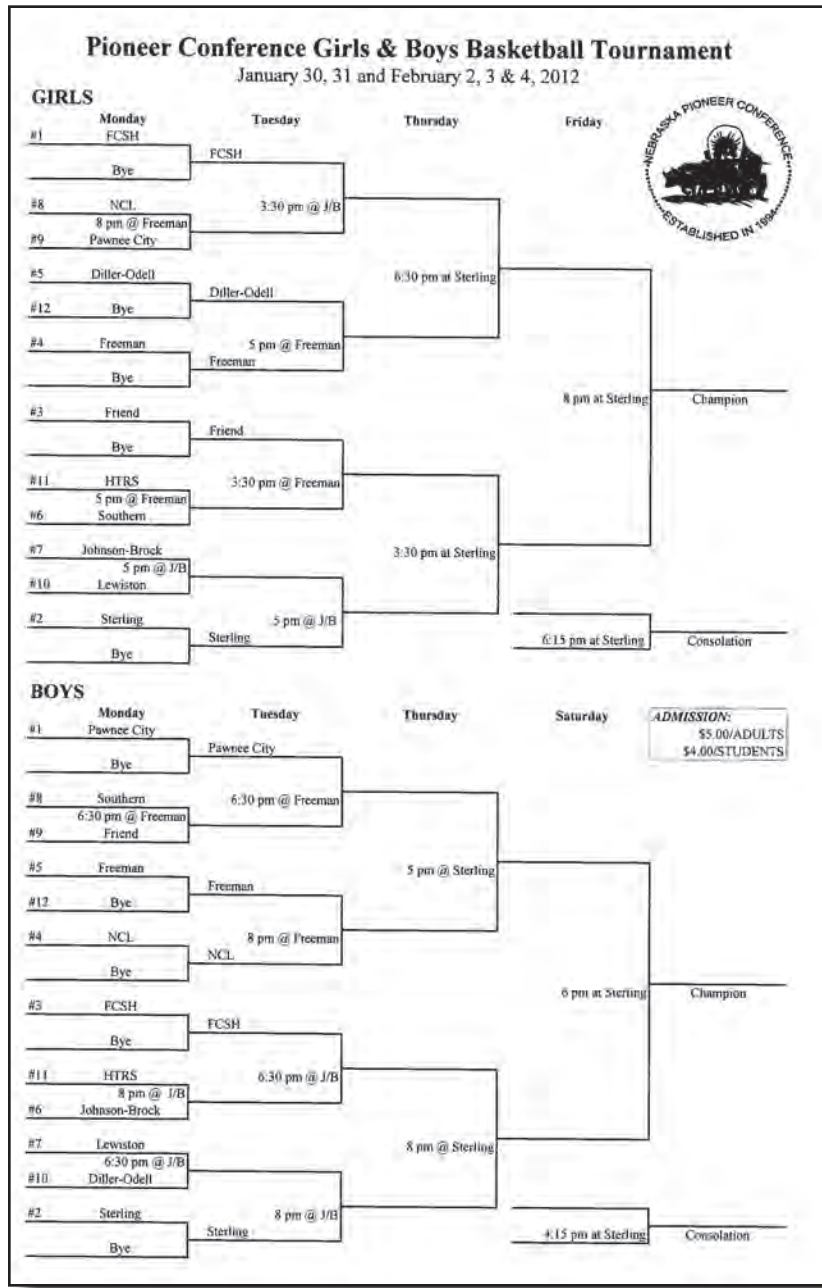 Pioneer Conference Girls & Boys Basketball Tournament
January 30, 31 and February 2, 3 & 4, 2012
NEBRASKA PIONEER CONFERENCE
ESTABLISHED IN 1994
GIRLS
Monday Tuesday Thursday Friday
#1 FCSH
FCSH
Bye
3:30 pm @ J/B
#8 NCL
8 pm @ Freeman
#9 Pawnee City
6:30 pm at Sterling
#5 Diller-Odell
Diller-Odell
#12 Bye
5 pm @ Freeman
#4 Freeman
Freeman
Bye
8 pm at Sterling Champion
#3 Friend
Friend
Bye
3:30 pm @ Freeman
#11 HTRS
5 pm @ Freeman
#6 Southern
3:30 pm at Sterling
#7 Johnson-Brock
5 pm @ J/B
#10 Lewiston
5 pm @ J/B
#2 Sterling
Sterling
Bye
6:15 pm at Sterling Consolation
BOYS
Monday Tuesday Thursday Saturday
ADMISSION:
$5.00/ADULTS
$4.00/STUDENTS
#1 Pawnee City
Pawnee City
Bye
6:30 pm @ Freeman
#8 Southern
6:30 pm @ Freeman
#9 Friend
5 pm @ Sterling
#5 Freeman
Freeman
#12 Bye
8 pm @ Freeman
#4 NCL
NCL
Bye
6 pm at Sterling Champion
#3 FCSH
FCSH
Bye
6:30 pm @ J/B
#11 HTRS
8 pm @ J/B
#6 Johnson-Brock
8 pm @ Sterling
#7 Lewiston
6:30 pm @ J/B
#10 Diller-Odell
8 pm @ J/B
#2 Sterling
Sterling
Bye
4:15 pm at Sterling Consolation